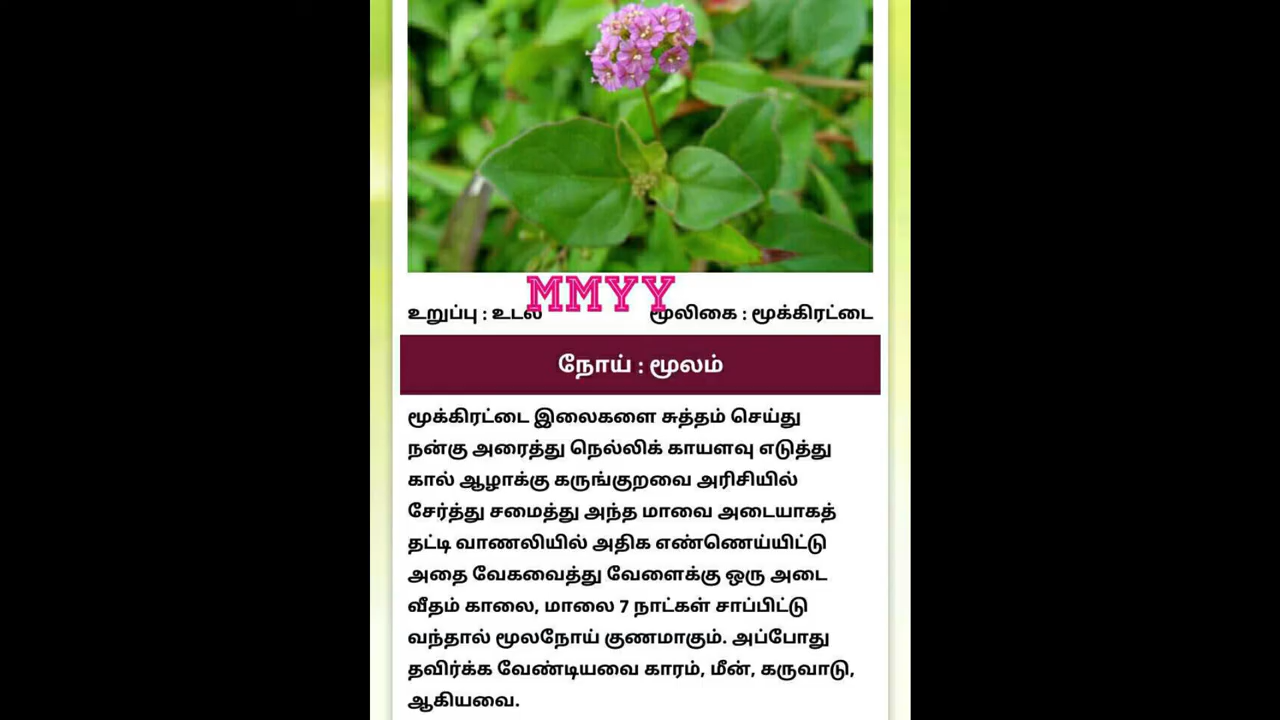 MMYY
உறுப்பு : உடல் மூலிகை : மூக்கிரட்டை
நோய் : மூலம்
மூக்கிரட்டை இலைகளை சுத்தம் செய்து
நன்கு அரைத்து நெல்லிக் காயளவு எடுத்து
கால் ஆழாக்கு கருங்குறவை அரிசியில்
சேர்த்து சமைத்து அந்த மாவை அடையாகத்
தட்டி வாணலியில் அதிக எண்ணெய்யிட்டு
அதை வேகவைத்து வேளைக்கு ஒரு அடை
வீதம் காலை, மாலை 7 நாட்கள் சாப்பிட்டு
வந்தால் மூலநோய் குணமாகும். அப்போது
தவிர்க்க வேண்டியவை காரம், மீன், கருவாடு,
ஆகியவை.